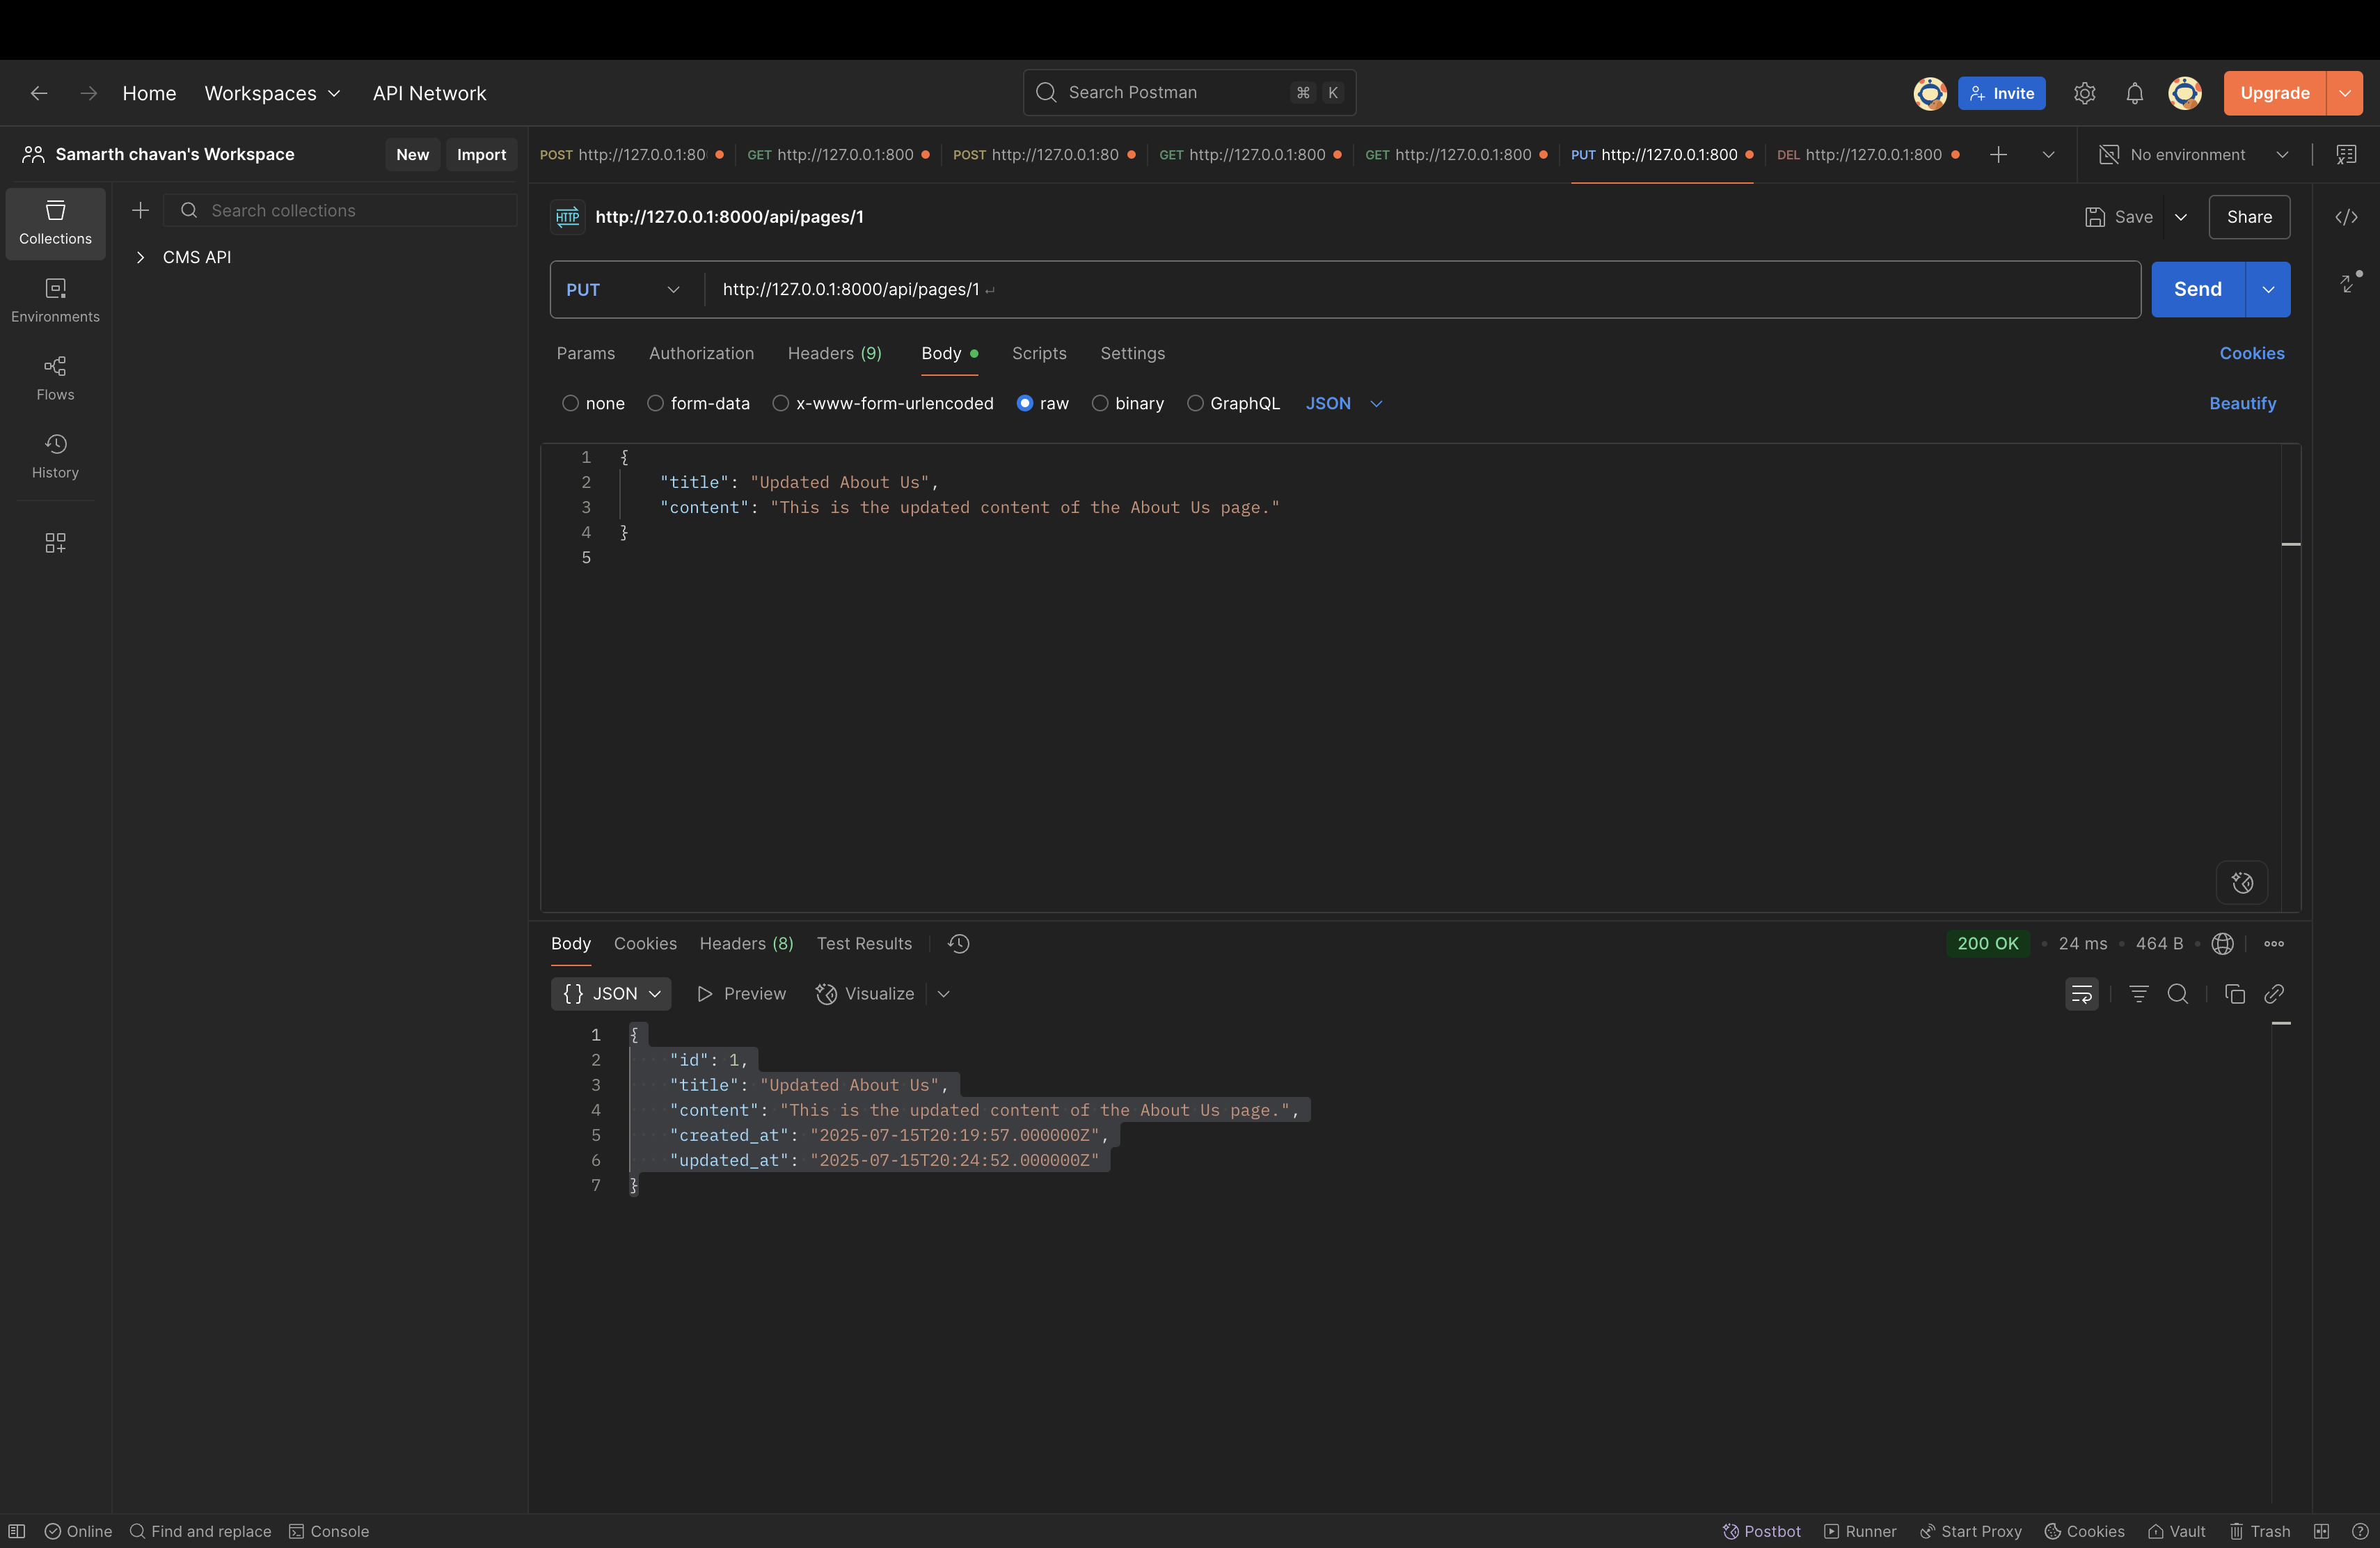 Home Workspaces API Network
Search Postman ⌘ K
Invite Upgrade
Samarth chavan's Workspace New Import
POST http://127.0.0.1:80 GET http://127.0.0.1:800 POST http://127.0.0.1:80 GET http://127.0.0.1:800 GET http://127.0.0.1:800 PUT http://127.0.0.1:800 DEL http://127.0.0.1:800 No environment
Collections
Environments
Flows
History
Search collections
CMS API
HTTP http://127.0.0.1:8000/api/pages/1 Save Share
PUT http://127.0.0.1:8000/api/pages/1 Send
Params Authorization Headers (9) Body Scripts Settings Cookies
none form-data x-www-form-urlencoded raw binary GraphQL JSON Beautify
1 {
2 "title": "Updated About Us",
3 "content": "This is the updated content of the About Us page."
4 }
5
Body Cookies Headers (8) Test Results 200 OK 24 ms 464 B
{} JSON Preview Visualize
1 {
2 "id": 1,
3 "title": "Updated About Us",
4 "content": "This is the updated content of the About Us page.",
5 "created_at": "2025-07-15T20:19:57.000000Z",
6 "updated_at": "2025-07-15T20:24:52.000000Z"
7 }
Online Find and replace Console Postbot Runner Start Proxy Cookies Vault Trash